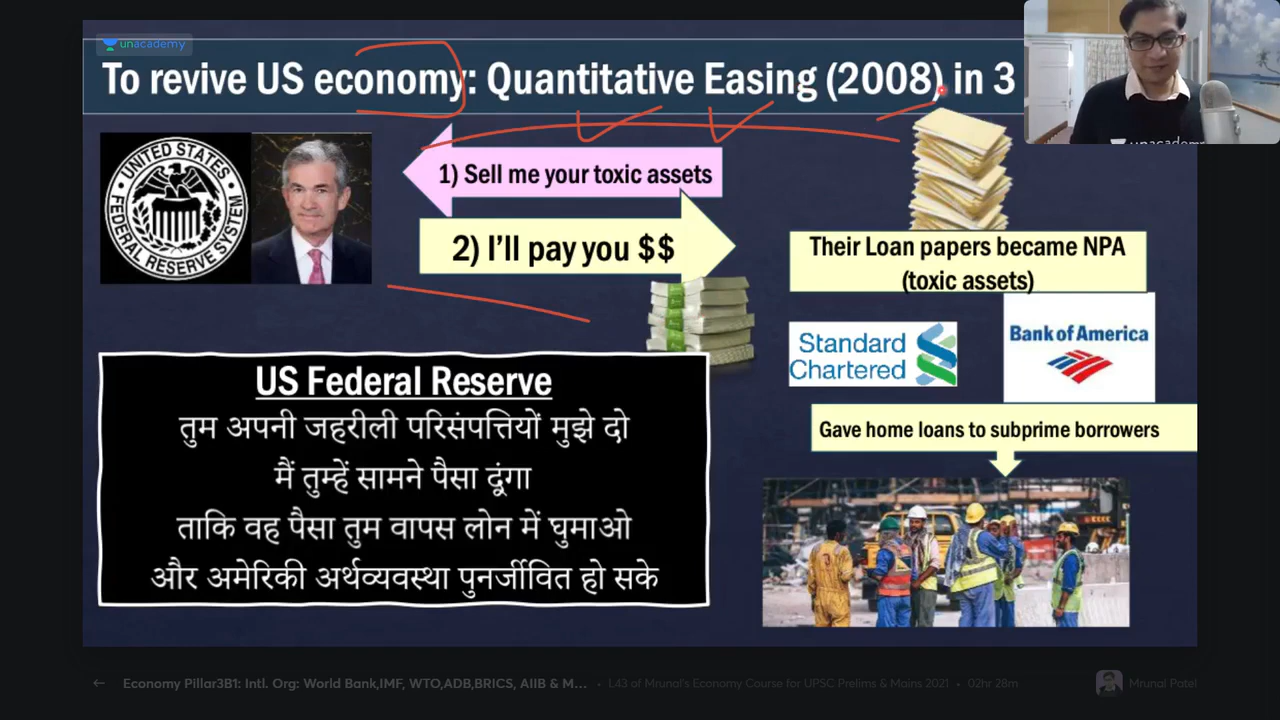 unacademy
To revive US economy: Quantitative Easing (2008) in 3
UNITED STATES FEDERAL RESERVE SYSTEM
1) Sell me your toxic assets
2) I'll pay you $$
Their Loan papers became NPA
(toxic assets)
Standard
Chartered
Bank of America
Gave home loans to subprime borrowers
US Federal Reserve
तुम अपनी जहरीली परिसंपत्तियों मुझे दो
मैं तुम्हें सामने पैसा दूंगा
ताकि वह पैसा तुम वापस लोन में घुमाओ
और अमेरिकी अर्थव्यवस्था पुनर्जीवित हो सके
unacademy
Economy Pillar3B1: Intl. Org: World Bank,IMF, WTO,ADB,BRICS, AIIB & M... • L43 of Mrunal's Economy Course for UPSC Prelims & Mains 2021 • 02hr 28m
Mrunal Patel